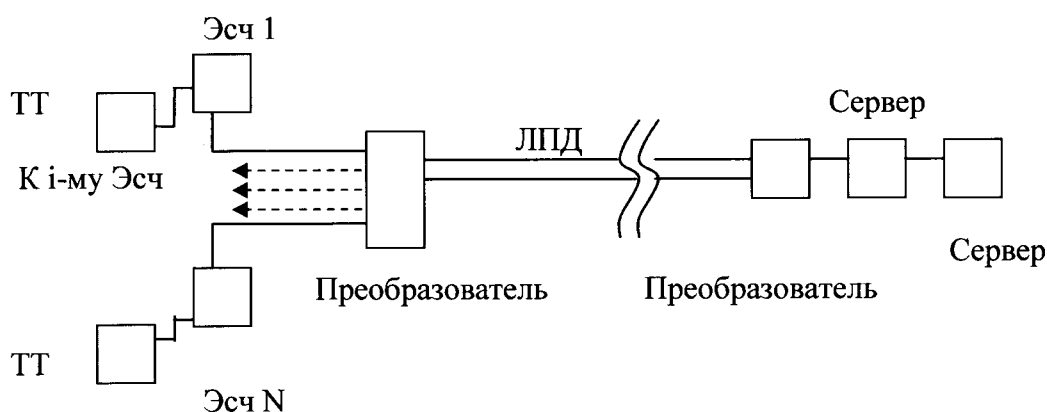 Эсч 1
ТТ
Сервер
ЛПД
К i-му Эсч
Сервер
Преобразователь
Преобразователь
ТТ
Эсч N